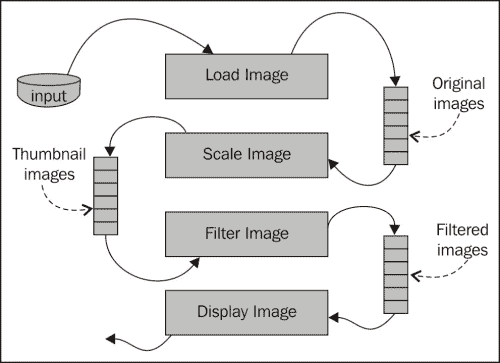 Load Image
input
Original
images
Scale Image
Thumbnail
images
Filter Image
Filtered
images
Display Image